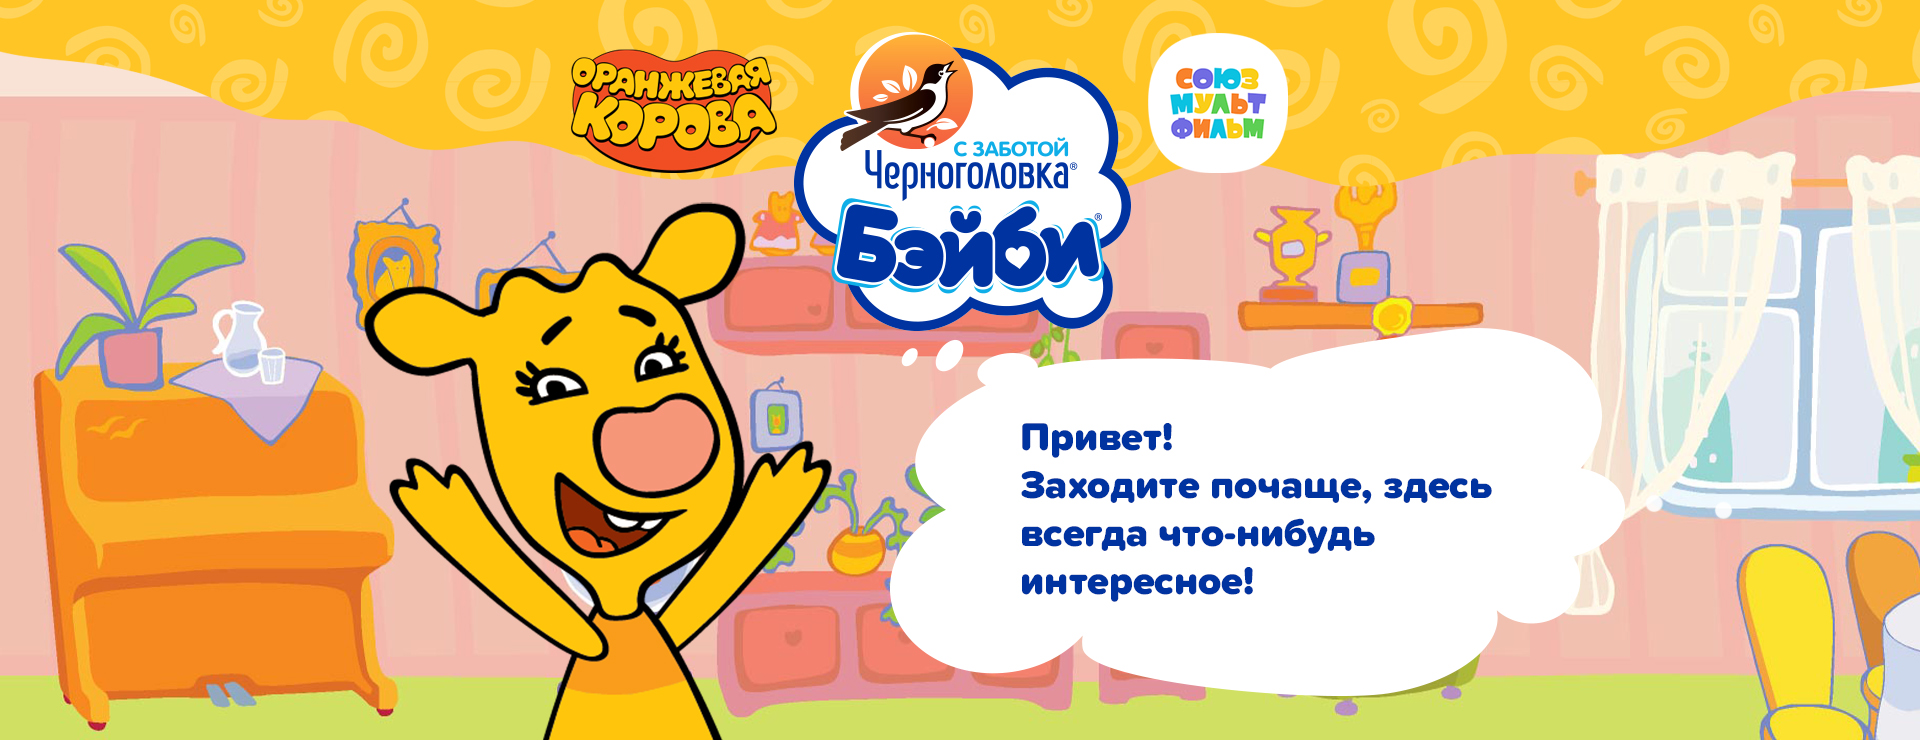 ОРАНЖЕВАЯ
КОРОВА
С ЗАБОТОЙ
Черноголовка®
Бэйби®
СОЮЗ
МУЛЬТ
ФИЛЬМ
Привет!
Заходите почаще, здесь
всегда что-нибудь
интересное!